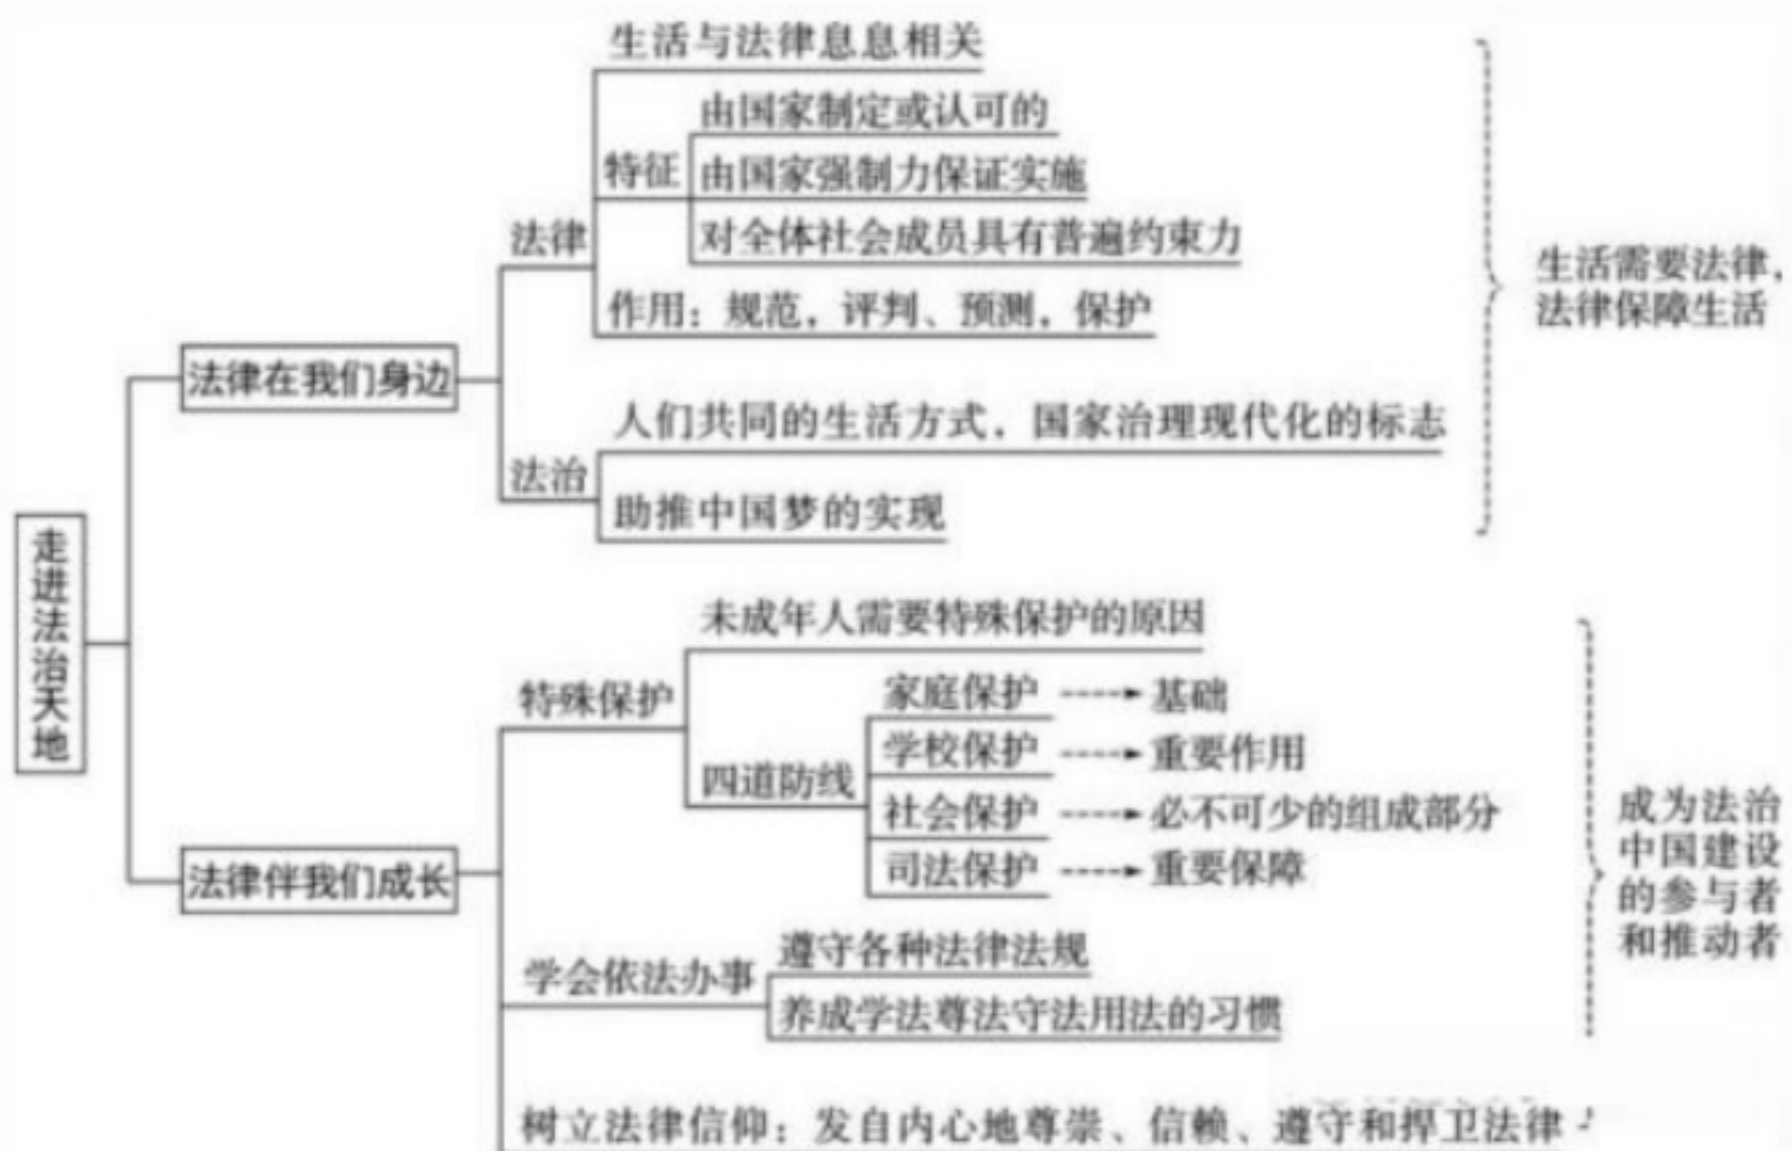 走进法治天地
法律在我们身边
法律
生活与法律息息相关
特征
由国家制定或认可的
由国家强制力保证实施
对全体社会成员具有普遍约束力
作用：规范，评判、预测，保护
法治
人们共同的生活方式，国家治理现代化的标志
助推中国梦的实现
生活需要法律，
法律保障生活
法律伴我们成长
特殊保护
未成年人需要特殊保护的原因
四道防线
家庭保护 基础
学校保护 重要作用
社会保护 必不可少的组成部分
司法保护 重要保障
学会依法办事
遵守各种法律法规
养成学法尊法守法用法的习惯
树立法律信仰：发自内心地尊崇、信赖、遵守和捍卫法律
成为法治
中国建设
的参与者
和推动者